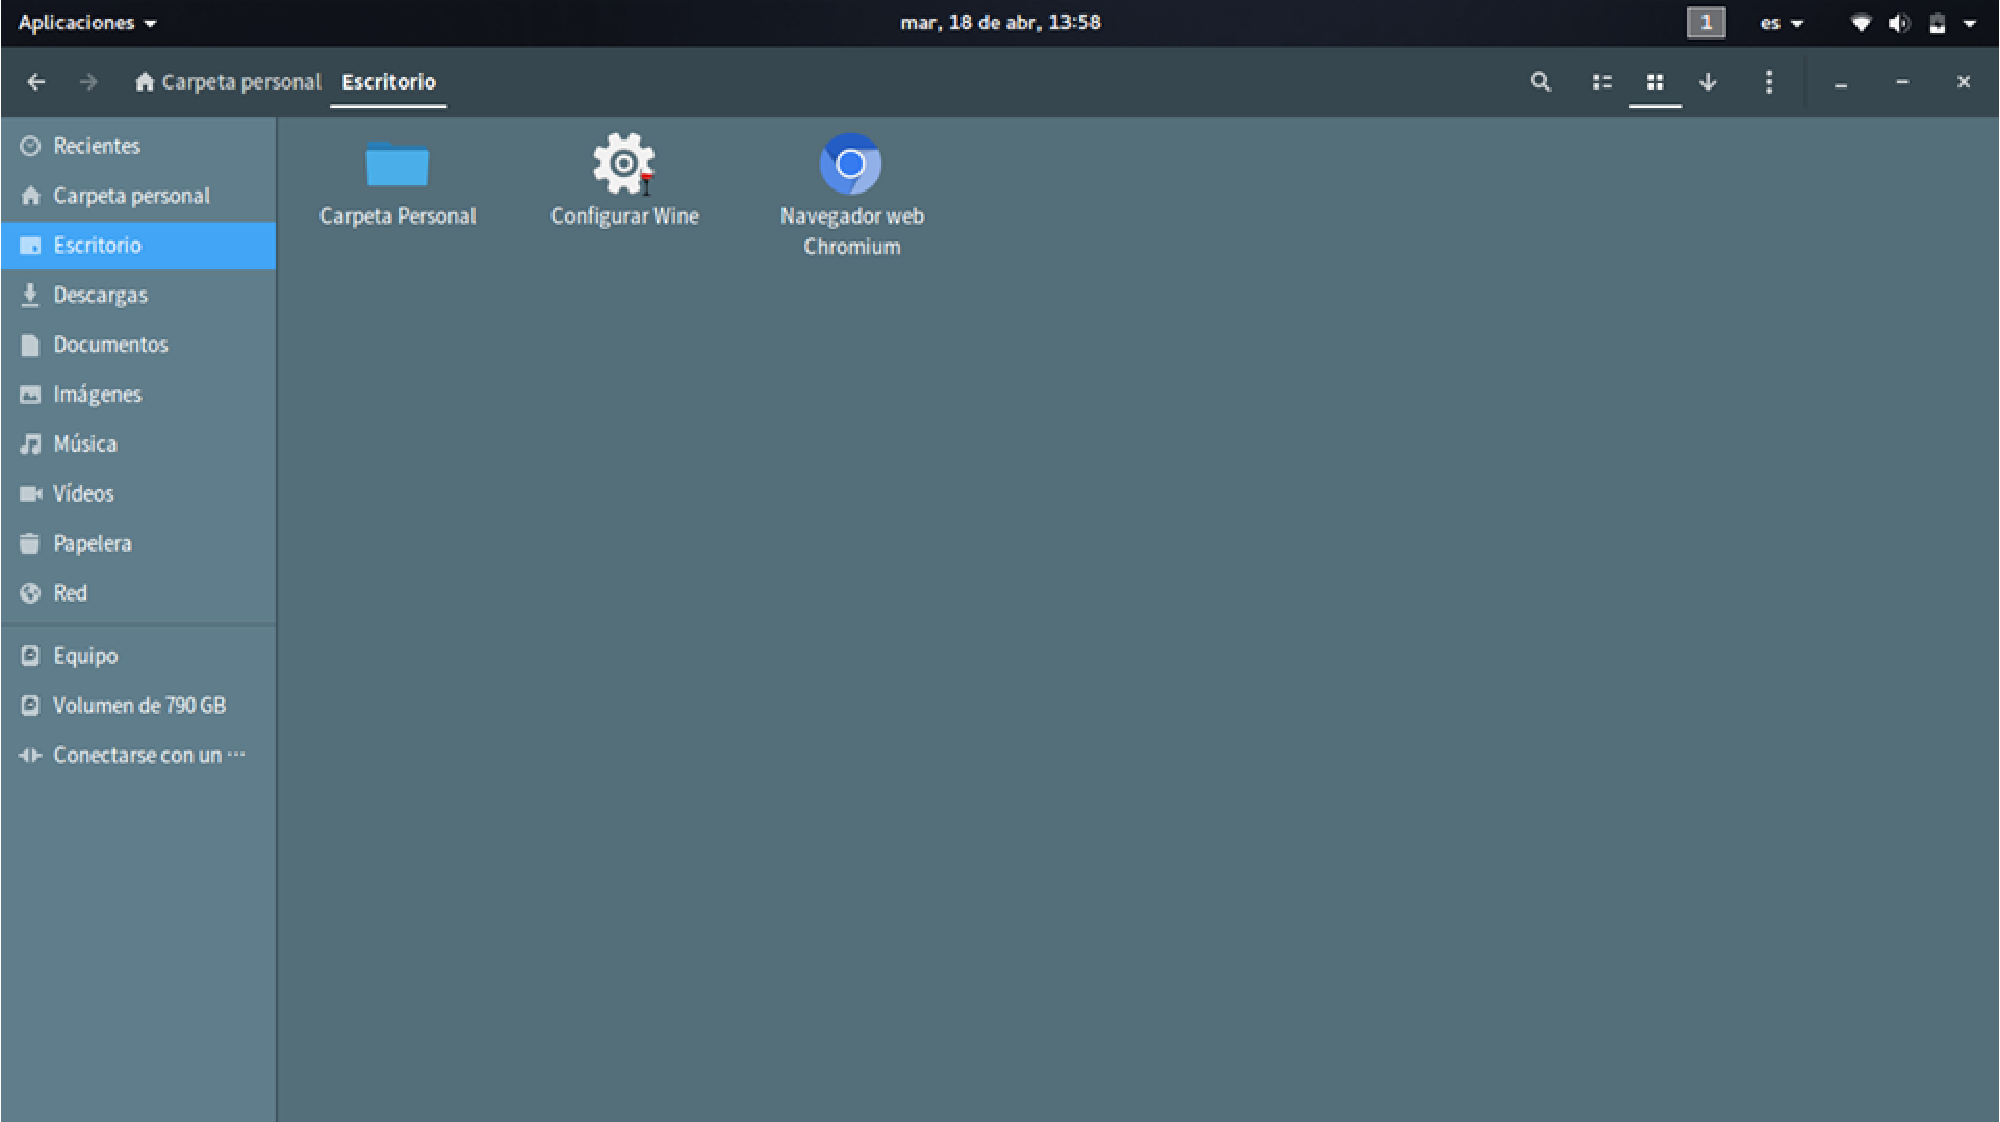 Aplicaciones
mar, 18 de abr, 13:58
1
es
Carpeta personal
Escritorio
Recientes
Carpeta personal
Escritorio
Descargas
Documentos
Imágenes
Música
Vídeos
Papelera
Red
Equipo
Volumen de 790 GB
Conectarse con un ···
Carpeta Personal
Configurar Wine
Navegador web
Chromium